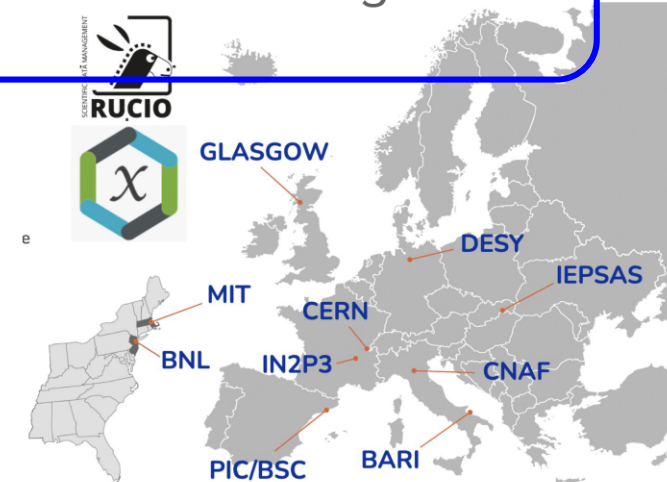 SCIENTIFIC DATA MANAGEMENT
RUCIO
X
GLASGOW
e
DESY
IEPSAS
MIT
CERN
BNL
IN2P3
CNAF
BARI
PIC/BSC